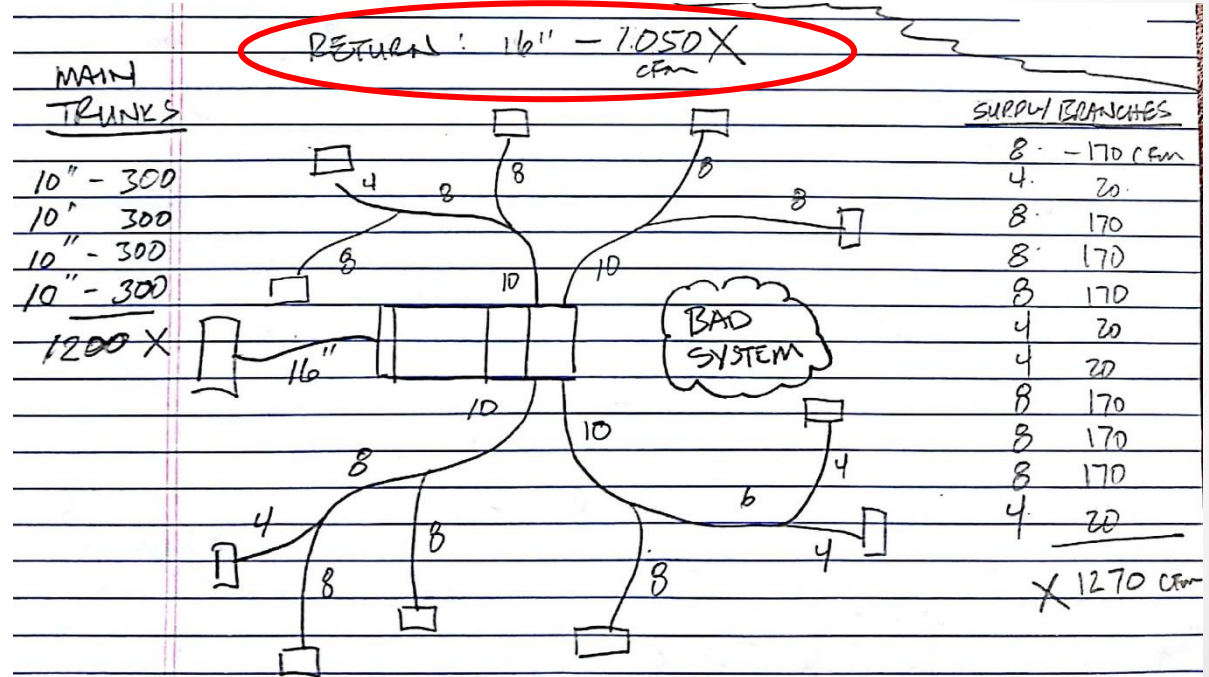 RETURN : 16" - 1050 X
CFM
MAIN
TRUNKS
10" - 300
10" 300
10" - 300
10" - 300
1200 X
SUPPLY BRANCHES
8. - 170 CFM
4. 20.
8. 170
8. 170
8 170
4 20
4 20
8 170
8 170
8 170
4. 20
X 1270 CFM
4
8
8
8
8
8
10
10
16"
BAD
SYSTEM
10
10
8
4
8
8
6
4
4
8